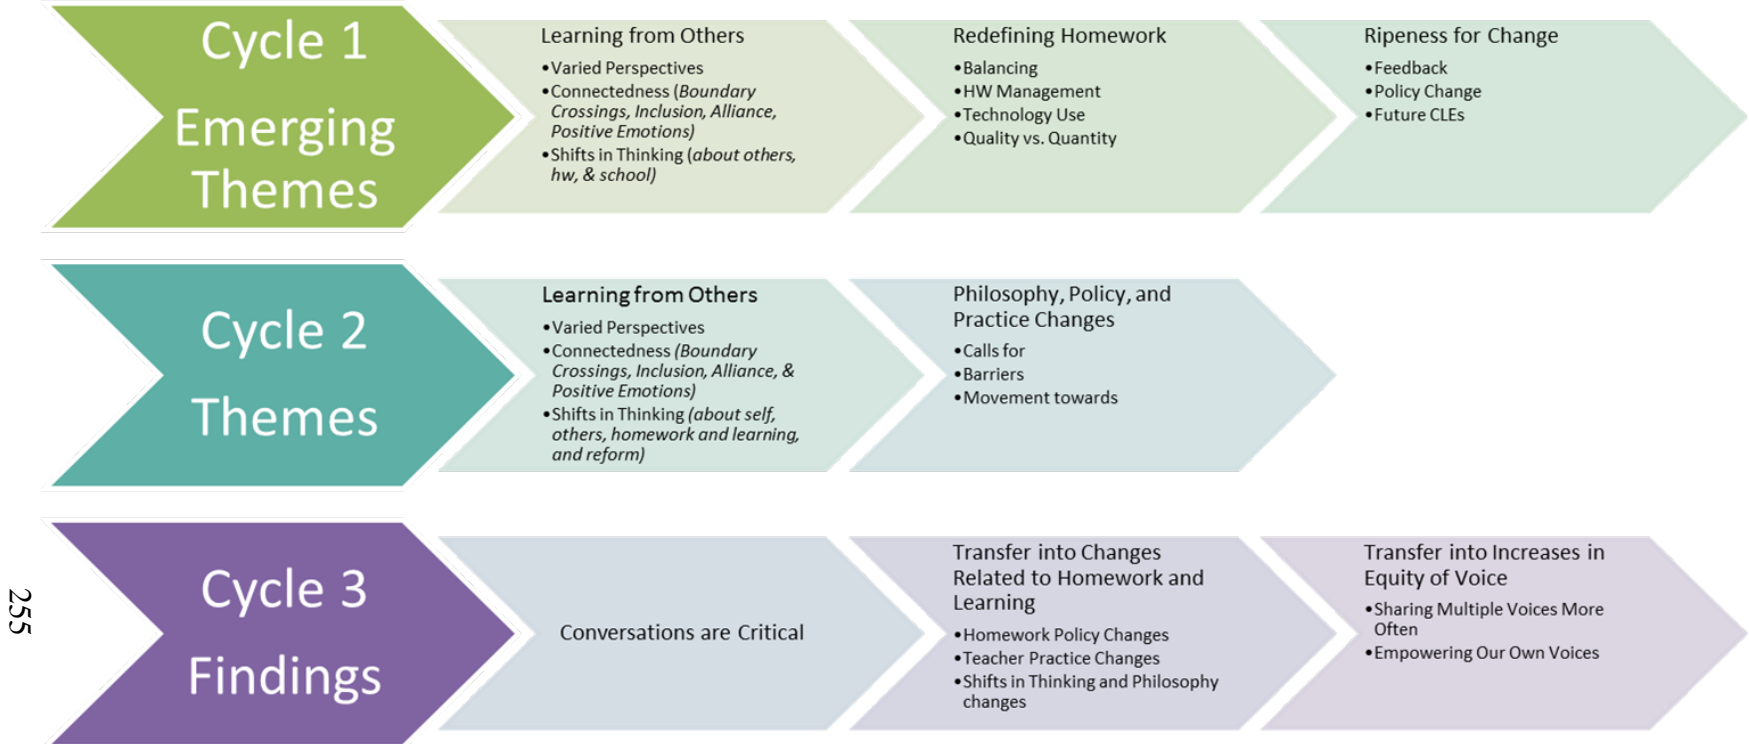 Cycle 1
Emerging
Themes
Learning from Others
•Varied Perspectives
•Connectedness (Boundary
Crossings, Inclusion, Alliance,
Positive Emotions)
•Shifts in Thinking (about others,
hw, & school)
Redefining Homework
•Balancing
•HW Management
•Technology Use
•Quality vs. Quantity
Ripeness for Change
•Feedback
•Policy Change
•Future CLEs
Cycle 2
Themes
Learning from Others
•Varied Perspectives
•Connectedness (Boundary
Crossings, Inclusion, Alliance, &
Positive Emotions)
•Shifts in Thinking (about self,
others, homework and learning,
and reform)
Philosophy, Policy, and
Practice Changes
•Calls for
•Barriers
•Movement towards
Cycle 3
Findings
Conversations are Critical
Transfer into Changes
Related to Homework and
Learning
•Homework Policy Changes
•Teacher Practice Changes
•Shifts in Thinking and Philosophy
changes
Transfer into Increases in
Equity of Voice
•Sharing Multiple Voices More
Often
•Empowering Our Own Voices
255